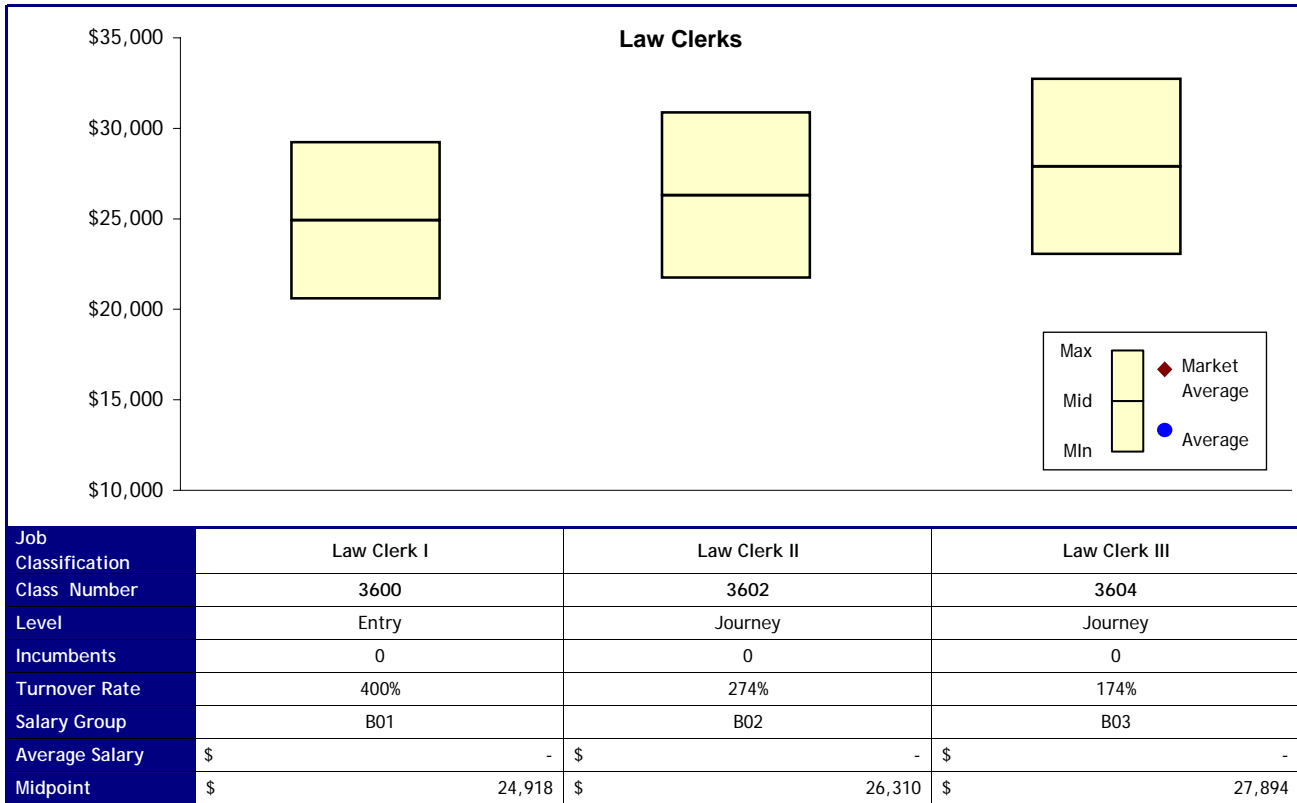 Law Clerks
$35,000
$30,000
$25,000
$20,000
$15,000
$10,000
Max
Mid
MIn
Market
Average
Average
Job
Classification
Law Clerk I
Law Clerk II
Law Clerk III
Class Number
3600
3602
3604
Level
Entry
Journey
Journey
Incumbents
0
0
0
Turnover Rate
400%
274%
174%
Salary Group
B01
B02
B03
Average Salary
$ -
$ -
$ -
Midpoint
$ 24,918
$ 26,310
$ 27,894